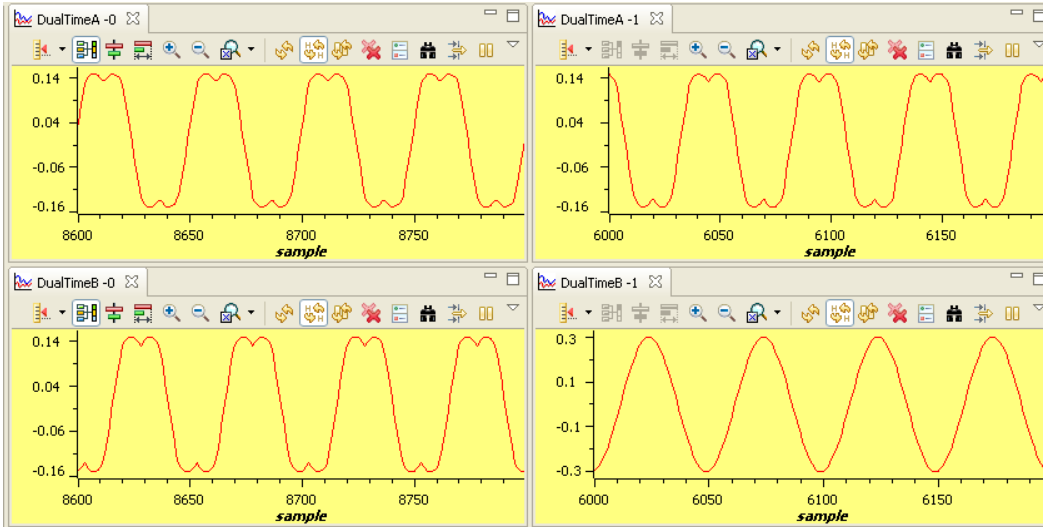 DualTimeA -0
0.14
0.04
-0.06
-0.16
8600 8650 8700 8750
sample
DualTimeA -1
0.14
0.04
-0.06
-0.16
6000 6050 6100 6150
sample
DualTimeB -0
0.14
0.04
-0.06
-0.16
8600 8650 8700 8750
sample
DualTimeB -1
0.3
0.1
-0.1
-0.3
6000 6050 6100 6150
sample